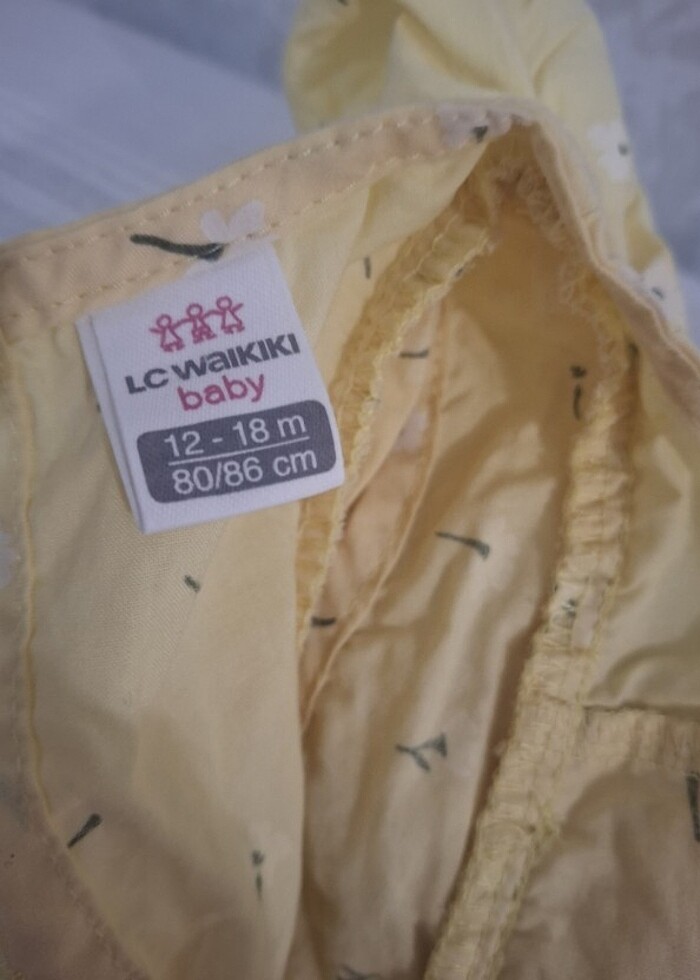 LC WAIKIKI
baby
12 - 18 m
80/86 cm